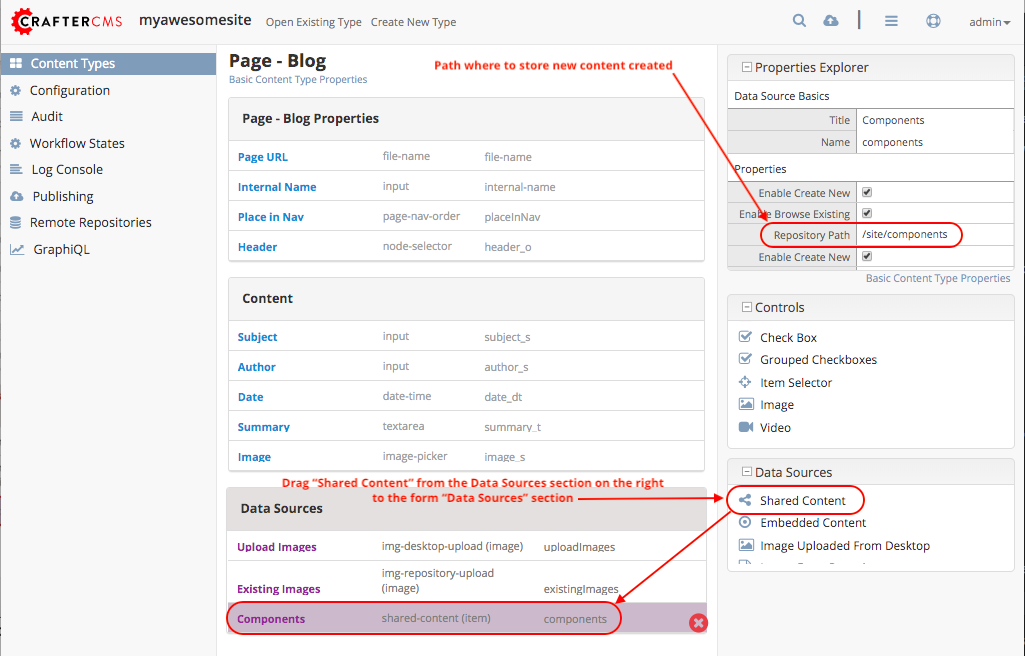 CRAFTERCMS myawesomesite Open Existing Type Create New Type admin
Content Types
Configuration
Audit
Workflow States
Log Console
Publishing
Remote Repositories
GraphiQL
Page - Blog
Basic Content Type Properties
Path where to store new content created
Page - Blog Properties
Page URL file-name file-name
Internal Name input internal-name
Place in Nav page-nav-order placeInNav
Header node-selector header_o
Content
Subject input subject_s
Author input author_s
Date date-time date_dt
Summary textarea summary_t
Image image-picker image_s
Drag “Shared Content” from the Data Sources section on the right
to the form “Data Sources” section
Data Sources
Upload Images img-desktop-upload (image) uploadImages
img-repository-upload
Existing Images (image) existingImages
Components shared-content (item) components
Properties Explorer
Data Source Basics
Title Components
Name components
Properties
Enable Create New
Enable Browse Existing
Repository Path /site/components
Enable Create New
Basic Content Type Properties
Controls
Check Box
Grouped Checkboxes
Item Selector
Image
Video
Data Sources
Shared Content
Embedded Content
Image Uploaded From Desktop